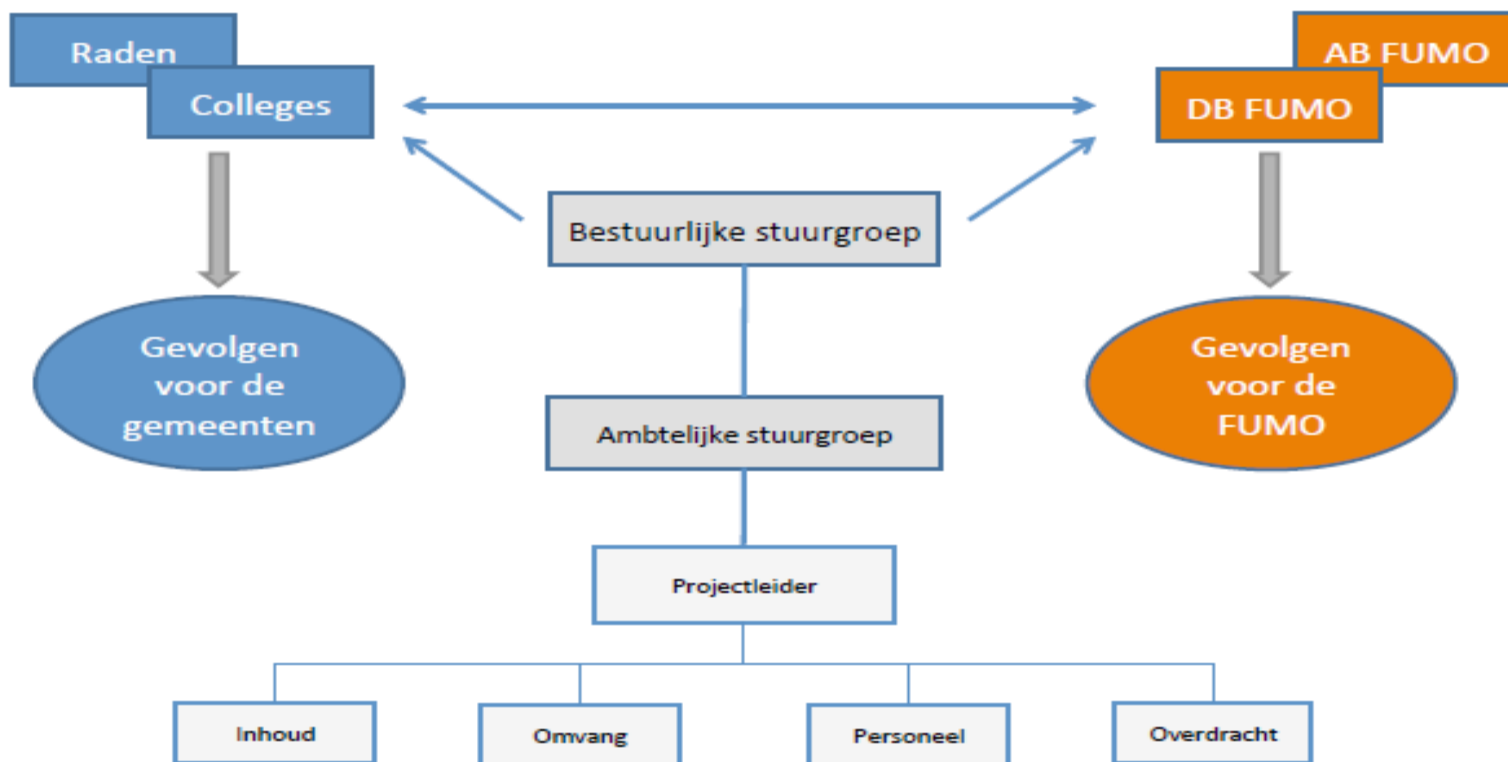 Raden
Colleges
AB FUMO
DB FUMO
Bestuurlijke stuurgroep
Gevolgen
voor de
gemeenten
Gevolgen
voor de
FUMO
Ambtelijke stuurgroep
Projectleider
Inhoud
Omvang
Personeel
Overdracht